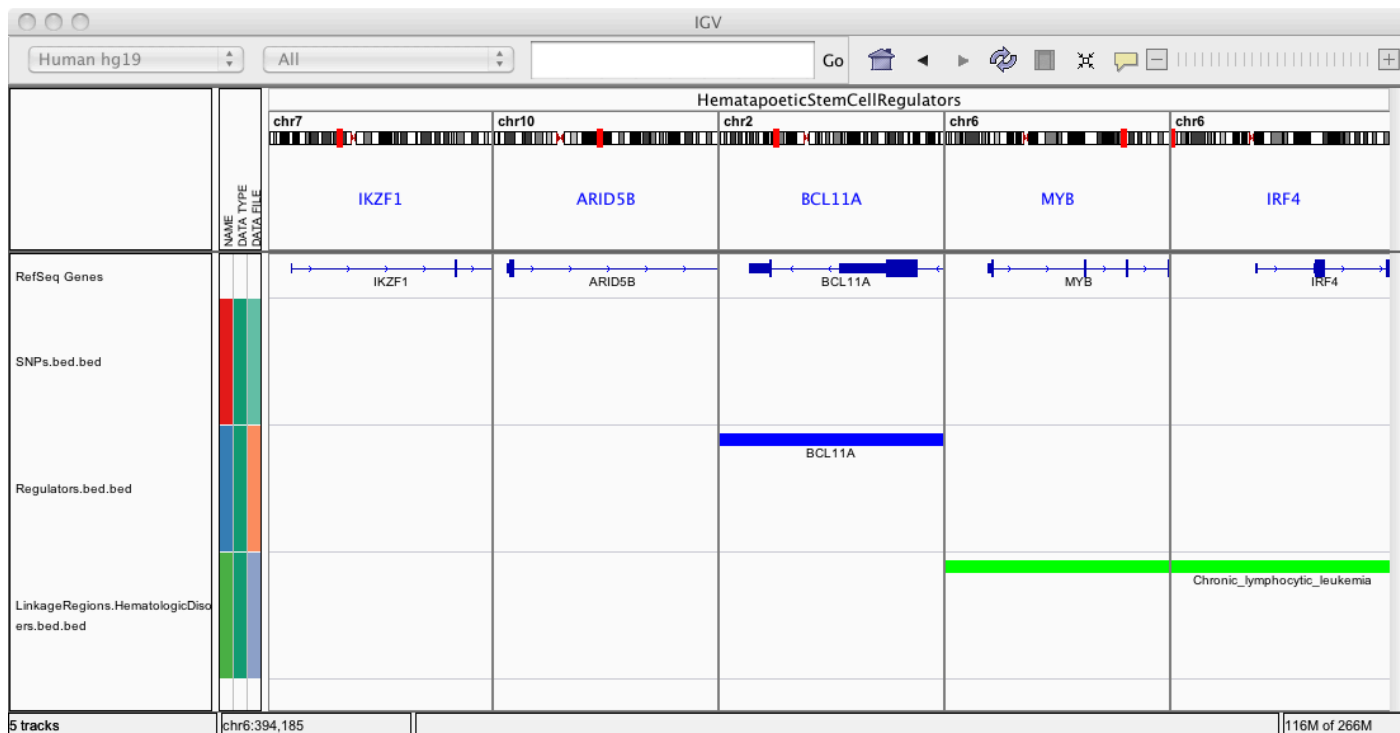 IGV
Human hg19
All
Go
HematapoeticStemCellRegulators
chr7
chr10
chr2
chr6
chr6
NAME
DATA TYPE
DATA FILE
IKZF1
ARID5B
BCL11A
MYB
IRF4
RefSeq Genes
IKZF1
ARID5B
BCL11A
MYB
IRF4
SNPs.bed.bed
Regulators.bed.bed
BCL11A
LinkageRegions.HematologicDiso
ers.bed.bed
Chronic_lymphocytic_leukemia
5 tracks
chr6:394,185
116M of 266M